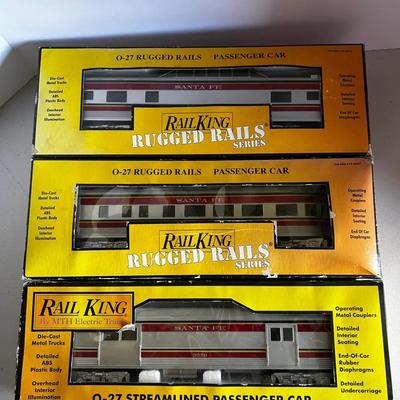 O-27 RUGGED RAILS PASSENGER CAR
Die-Cast
Metal Trucks
Detailed
ABS
Plastic Body
Overhead
Interior
Illumination
SANTA FE
Operating
Metal
Couplers
Detailed
Interior
Seating
End Of Car
Diaphragms
RAILKING
RUGGED RAILS®
SERIES
O-27 RUGGED RAILS PASSENGER CAR
Die-Cast
Metal Trucks
Detailed
ABS
Plastic Body
Overhead
Interior
Illumination
SANTA FE
Operating
Metal
Couplers
Detailed
Interior
Seating
End Of Car
Diaphragms
RAILKING
RUGGED RAILS®
SERIES
RAIL KING
By MTH Electric Trains
Die-Cast
Metal Trucks
Detailed
ABS
Plastic Body
Overhead
Interior
Illumination
SANTA FE
Operating
Metal Couplers
Detailed
Interior
Seating
End-Of-Car
Rubber
Diaphragms
Detailed
Undercarriage
O-27 STREAMLINED PASSENGER CAR